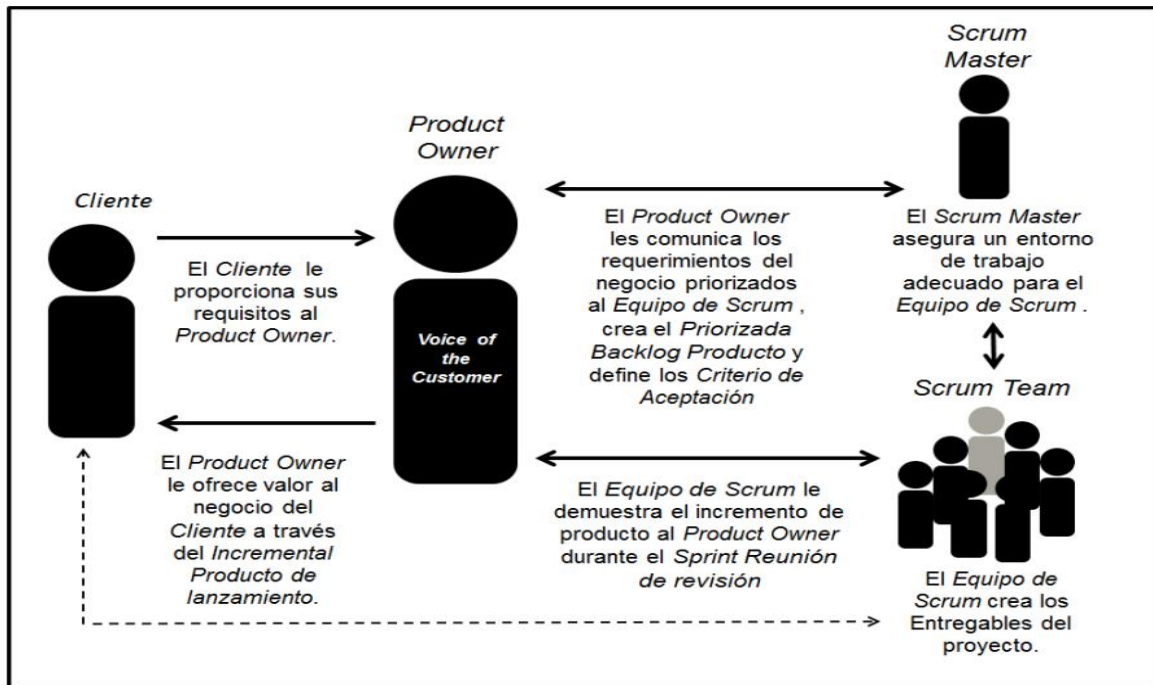 Cliente
El Cliente le
proporciona sus
requisitos al
Product Owner.
El Product Owner
le ofrece valor al
negocio del
Cliente a través
del Incremental
Producto de
lanzamiento.
Product
Owner
Voice of
the
Customer
El Product Owner
les comunica los
requerimientos del
negocio priorizados
al Equipo de Scrum ,
crea el Priorizada
Backlog Producto y
define los Criterio de
Aceptación
El Equipo de Scrum le
demuestra el incremento de
producto al Product Owner
durante el Sprint Reunión
de revisión
Scrum
Master
El Scrum Master
asegura un entorno
de trabajo
adecuado para el
Equipo de Scrum .
Scrum Team
El Equipo de
Scrum crea los
Entregables del
proyecto.